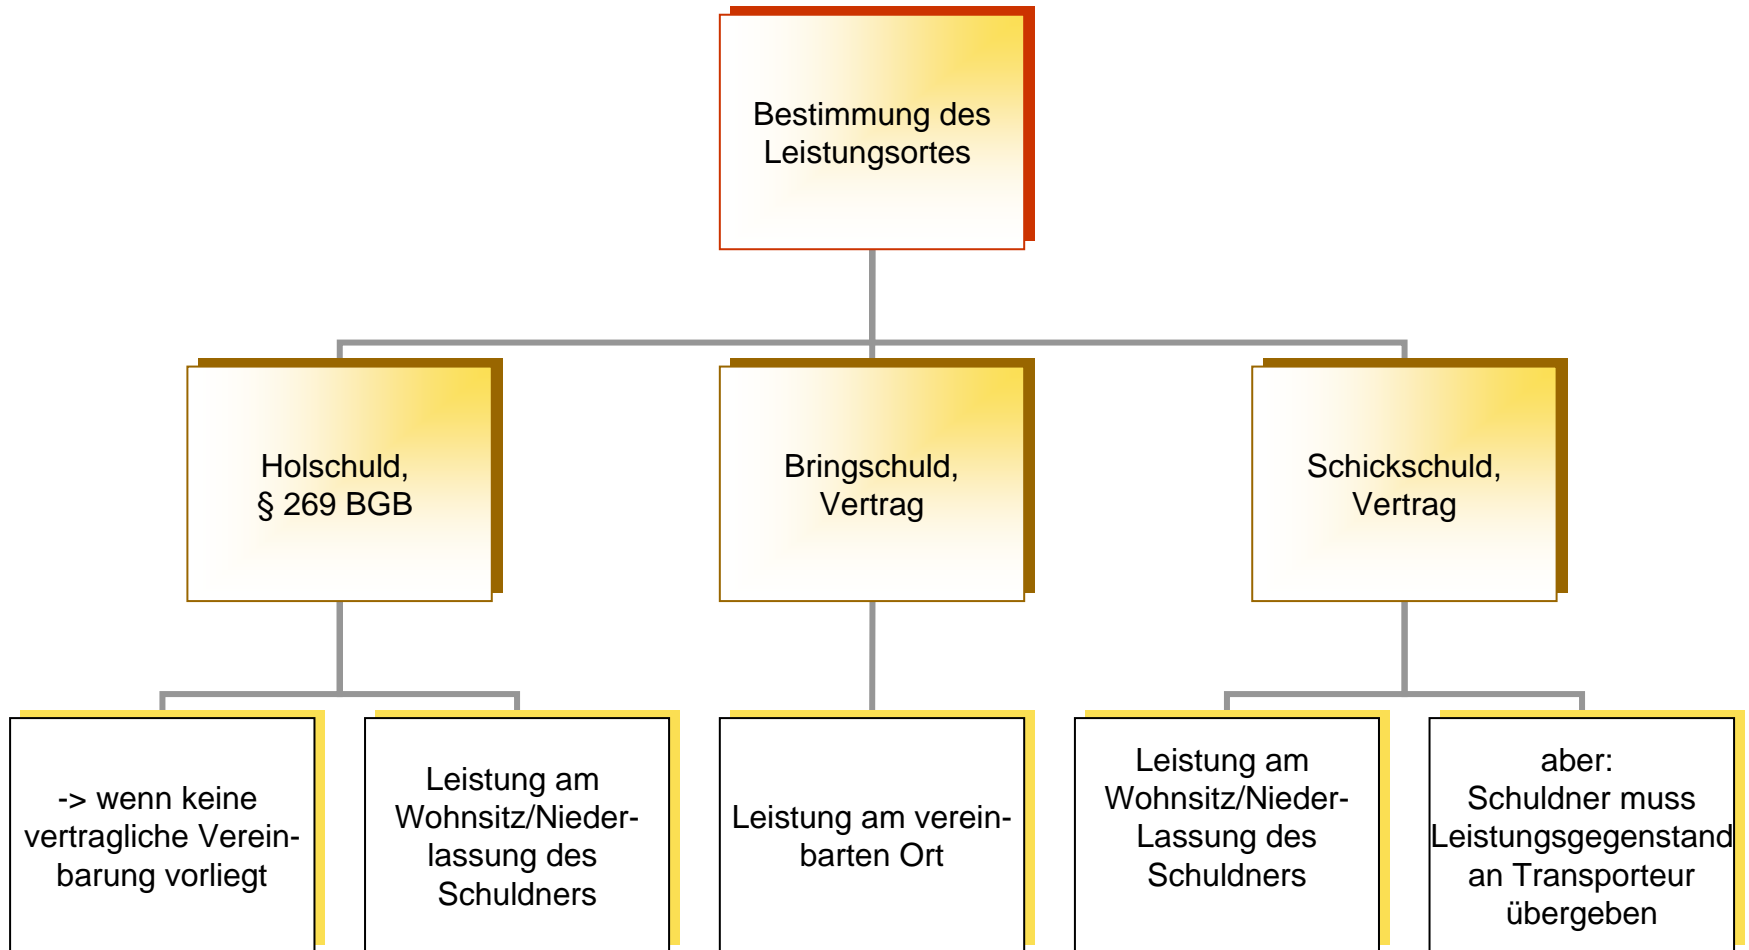 Bestimmung des
Leistungsortes
Holschuld,
§ 269 BGB
Bringschuld,
Vertrag
Schickschuld,
Vertrag
-> wenn keine
vertragliche Verein-
barung vorliegt
Leistung am
Wohnsitz/Nieder-
lassung des
Schuldners
Leistung am verein-
barten Ort
Leistung am
Wohnsitz/Nieder-
Lassung des
Schuldners
aber:
Schuldner muss
Leistungsgegenstand
an Transporteur
übergeben